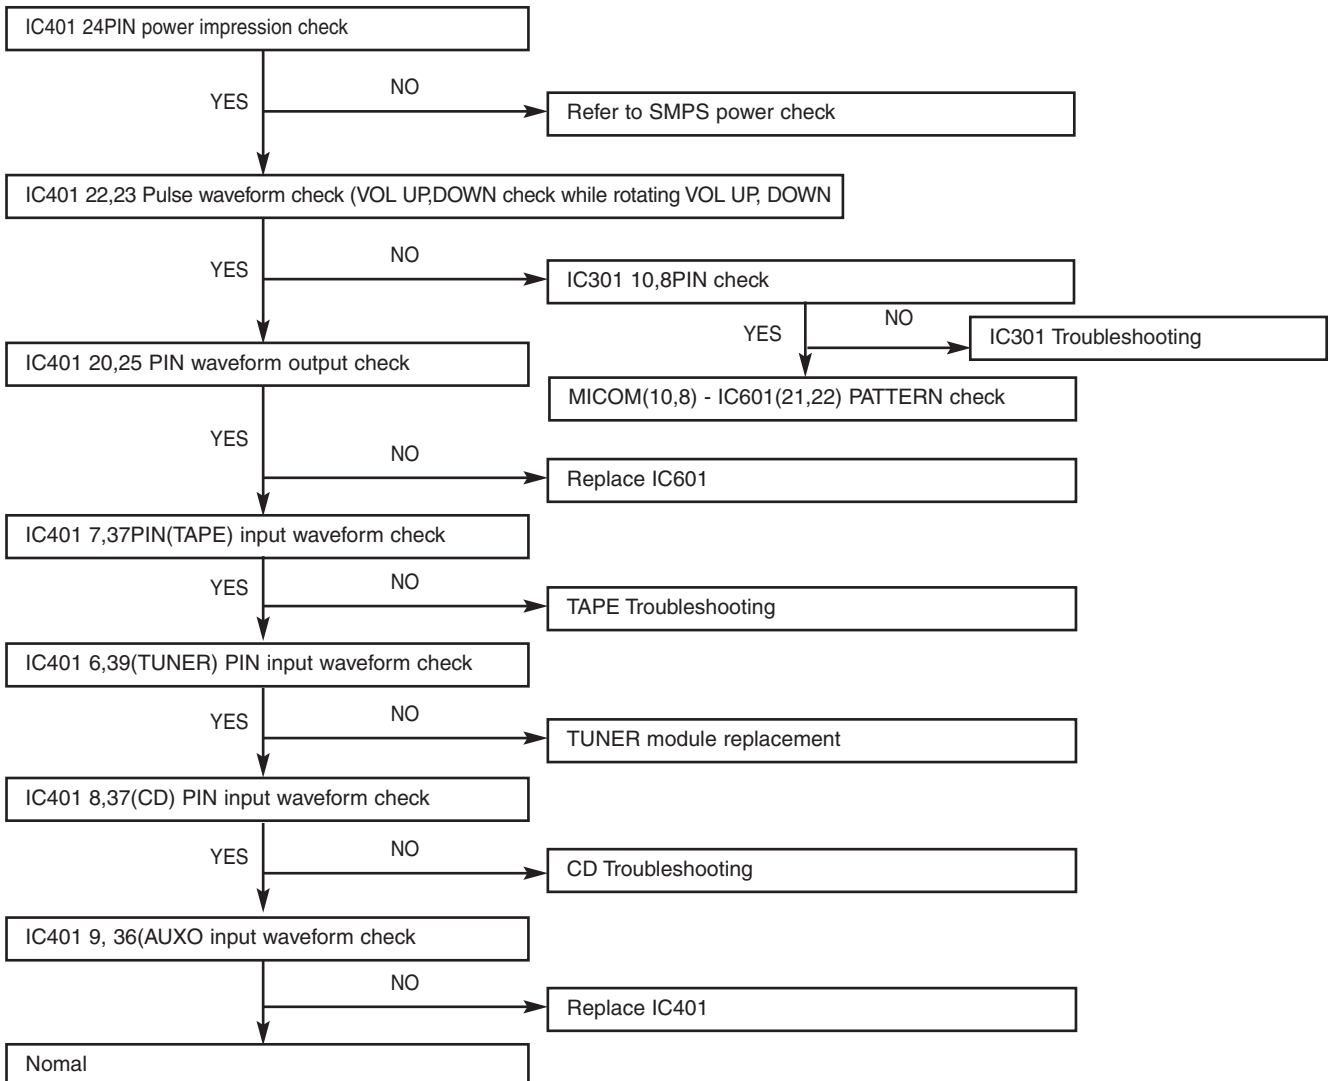 IC401 24PIN power impression check
YES
NO
Refer to SMPS power check
IC401 22,23 Pulse waveform check (VOL UP,DOWN check while rotating VOL UP, DOWN
YES
NO
IC301 10,8PIN check
YES
NO
IC301 Troubleshooting
MICOM(10,8) - IC601(21,22) PATTERN check
IC401 20,25 PIN waveform output check
YES
NO
Replace IC601
IC401 7,37PIN(TAPE) input waveform check
YES
NO
TAPE Troubleshooting
IC401 6,39(TUNER) PIN input waveform check
YES
NO
TUNER module replacement
IC401 8,37(CD) PIN input waveform check
YES
NO
CD Troubleshooting
IC401 9, 36(AUXO input waveform check
NO
Replace IC401
Nomal